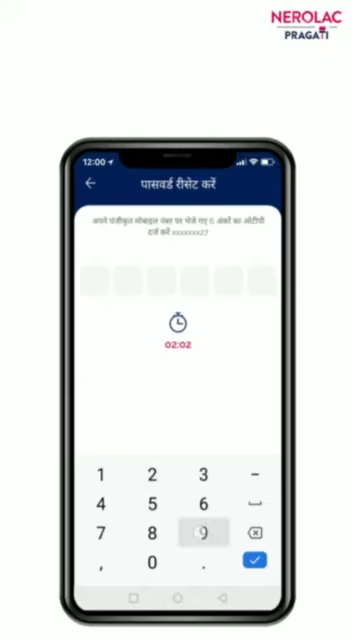 NEROLAC
PRAGATI
12:00
पासवर्ड रीसेट करें
अपने पंजीकृत मोबाइल नंबर पर भेजे गए 6 अंकों का ओटीपी
दर्ज करें xxxxxxx27
02:02
1 2 3 -
4 5 6
7 8 9
, 0 .